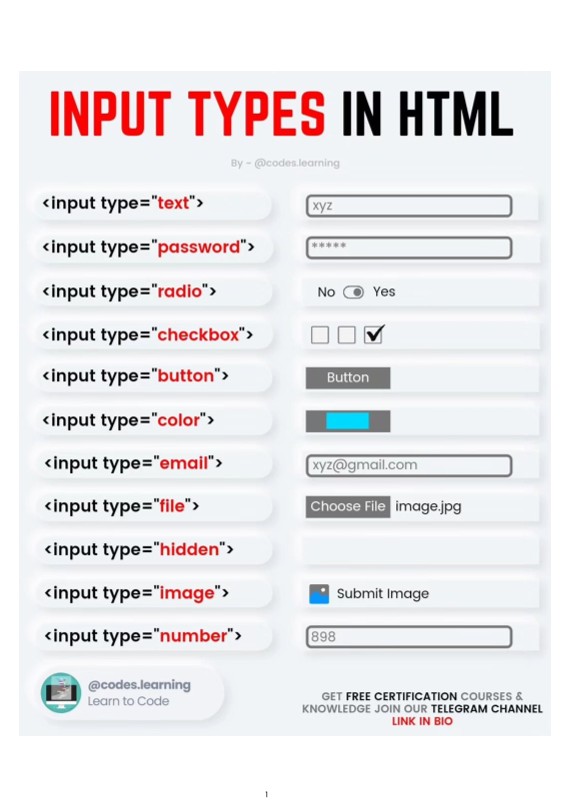 INPUT TYPES IN HTML
By - @codes.learning
<input type="text"> xyz
<input type="password"> *****
<input type="radio"> No Yes
<input type="checkbox">
<input type="button"> Button
<input type="color">
<input type="email"> xyz@gmail.com
<input type="file"> Choose File image.jpg
<input type="hidden">
<input type="image"> Submit Image
<input type="number"> 898
@codes.learning
Learn to Code
GET FREE CERTIFICATION COURSES &
KNOWLEDGE JOIN OUR TELEGRAM CHANNEL
LINK IN BIO
1